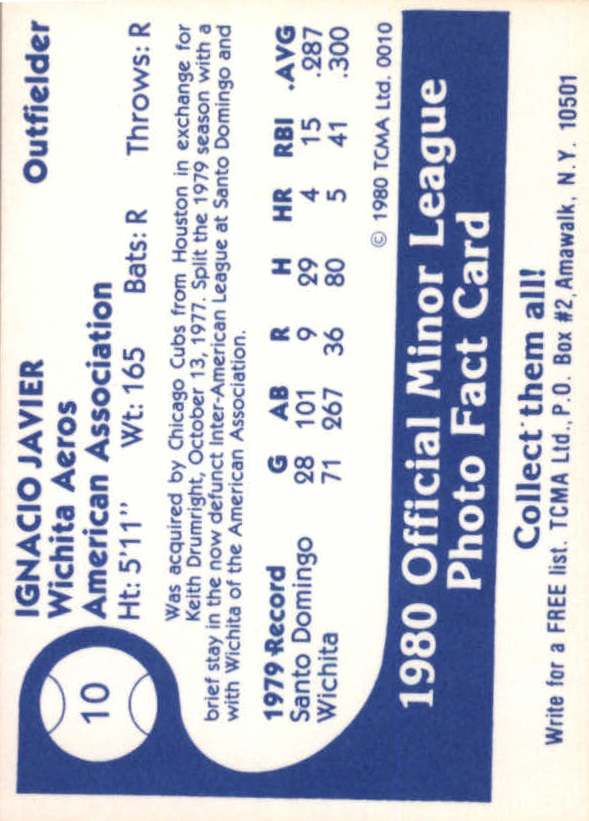 10
IGNACIO JAVIER
Wichita Aeros Outfielder
American Association
Ht: 5'11" Wt: 165 Bats: R Throws: R
Was acquired by Chicago Cubs from Houston in exchange for
Keith Drumright, October 13, 1977. Split the 1979 season with a
brief stay in the now defunct Inter-American League at Santo Domingo and
with Wichita of the American Association.
1979 Record G AB R H HR RBI .AVG
Santo Domingo 28 101 9 29 4 15 .287
Wichita 71 267 36 80 5 41 .300
© 1980 TCMA Ltd. 0010
1980 Official Minor League
Photo Fact Card
Collect them all!
Write for a FREE list. TCMA Ltd., P.O. Box #2, Amawalk, N.Y. 10501